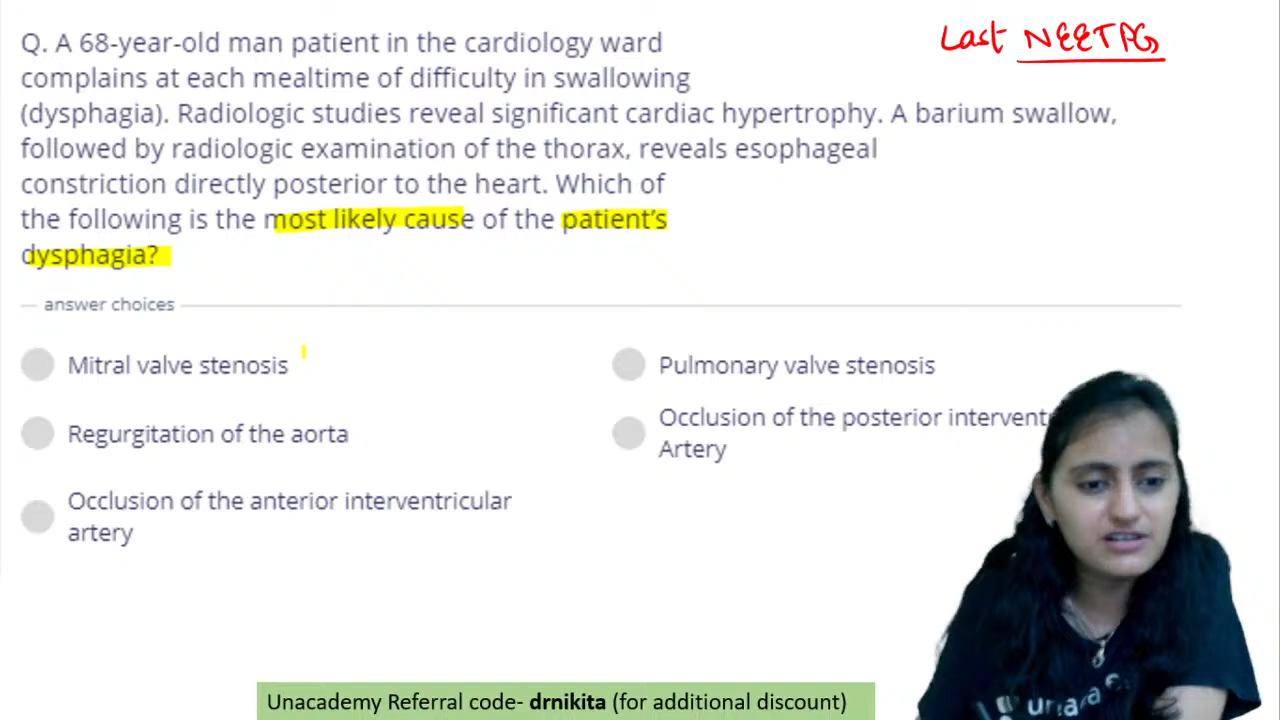 Last NEETPG
Q. A 68-year-old man patient in the cardiology ward
complains at each mealtime of difficulty in swallowing
(dysphagia). Radiologic studies reveal significant cardiac hypertrophy. A barium swallow,
followed by radiologic examination of the thorax, reveals esophageal
constriction directly posterior to the heart. Which of
the following is the most likely cause of the patient's
dysphagia?
answer choices
Mitral valve stenosis
Pulmonary valve stenosis
Regurgitation of the aorta
Occlusion of the posterior
Artery
Occlusion of the anterior interventricular
artery
Unacademy Referral code- drnikita (for additional discount)